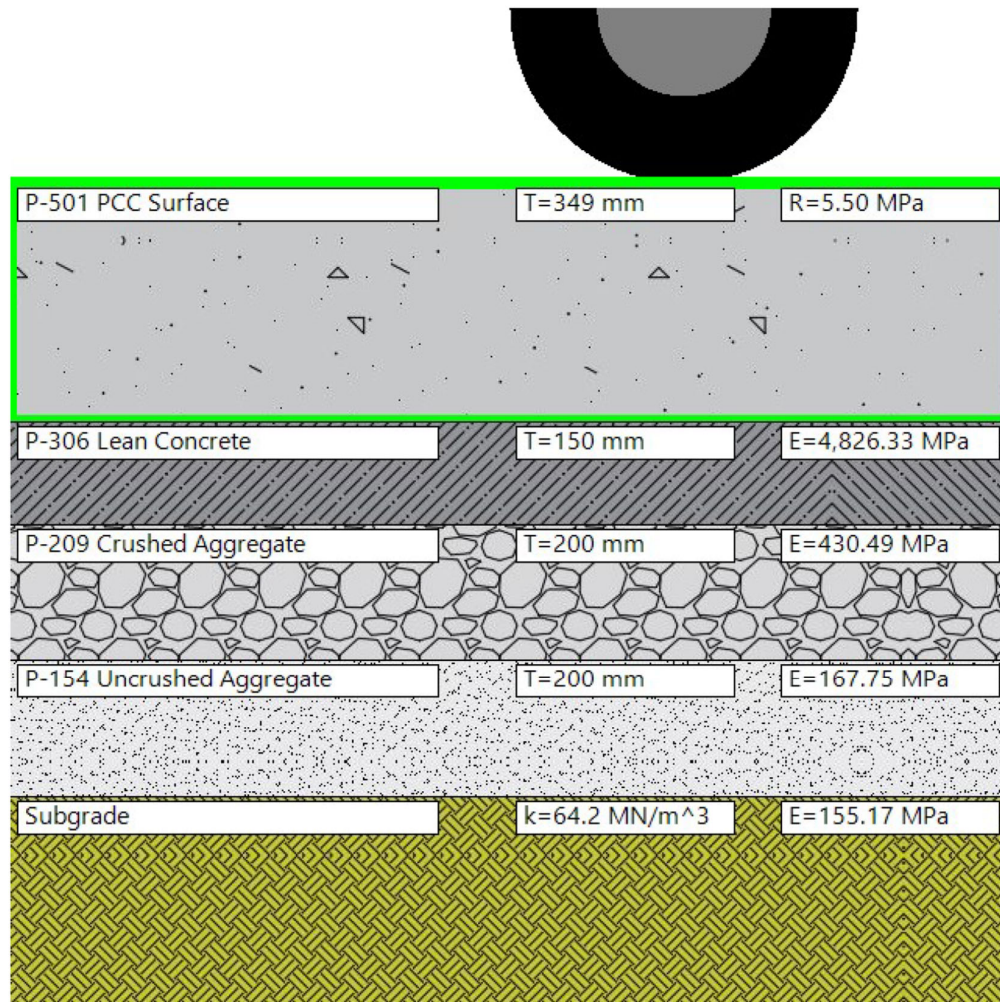 P-501 PCC Surface T=349 mm R=5.50 MPa
P-306 Lean Concrete T=150 mm E=4,826.33 MPa
P-209 Crushed Aggregate T=200 mm E=430.49 MPa
P-154 Uncrushed Aggregate T=200 mm E=167.75 MPa
Subgrade k=64.2 MN/m^3 E=155.17 MPa